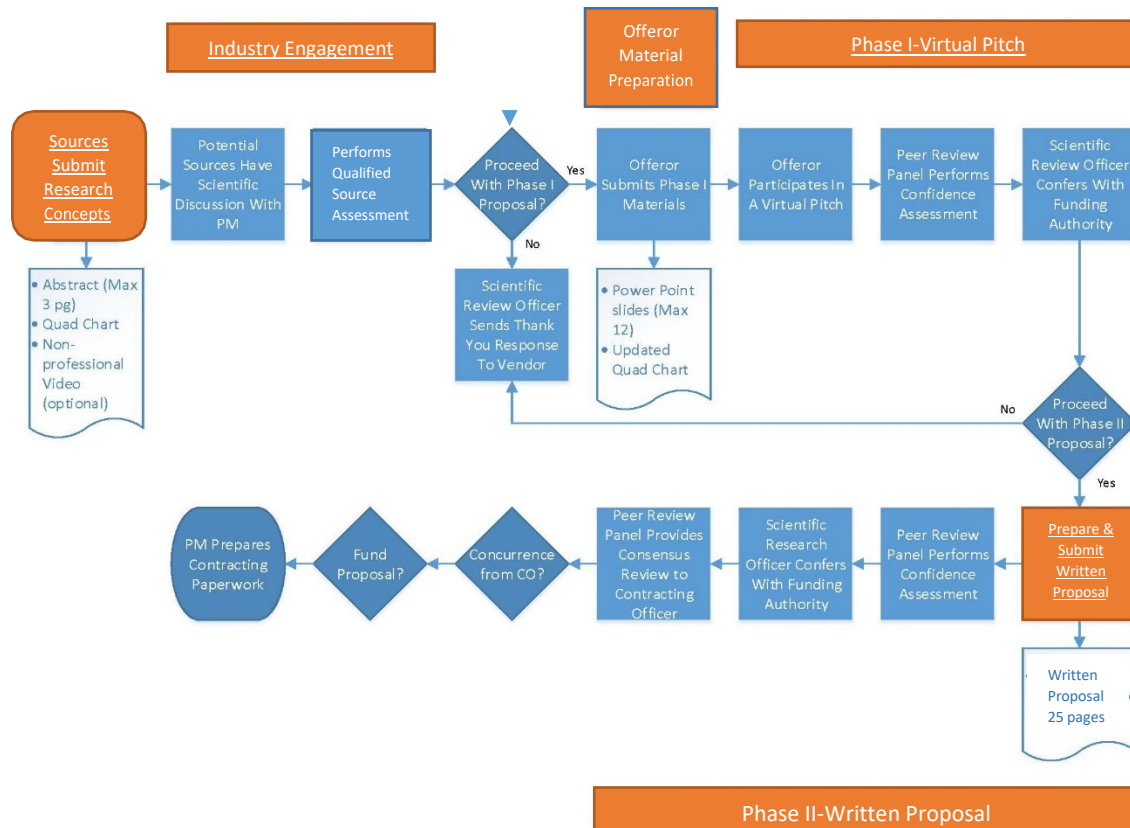 Industry Engagement
Offeror
Material
Preparation
Phase I-Virtual Pitch
Sources
Submit
Research
Concepts
Potential
Sources Have
Scientific
Discussion With
PM
Performs
Qualified
Source
Assessment
Proceed
With Phase I
Proposal?
Yes
No
Offeror
Submits Phase I
Materials
Offeror
Participates In
A Virtual Pitch
Peer Review
Panel Performs
Confidence
Assessment
Scientific
Review Officer
Confers With
Funding
Authority
• Abstract (Max
3 pg)
• Quad Chart
• Non-
professional
Video
(optional)
Scientific
Review Officer
Sends Thank
You Response
To Vendor
• Power Point
slides (Max
12)
• Updated
Quad Chart
No
Proceed
With Phase II
Proposal?
Yes
PM Prepares
Contracting
Paperwork
Fund
Proposal?
Concurrence
from CO?
Peer Review
Panel Provides
Consensus
Review to
Contracting
Officer
Scientific
Research
Officer Confers
With Funding
Authority
Peer Review
Panel Performs
Confidence
Assessment
Prepare &
Submit
Written
Proposal
Written
Proposal
25 pages
Phase II-Written Proposal